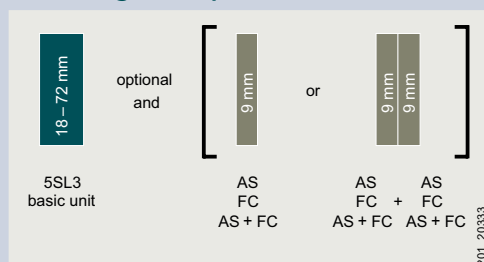 18 – 72 mm
optional
and
9 mm
or
9 mm
9 mm
5SL3
basic unit
AS
FC
AS + FC
AS AS
FC + FC
AS + FC AS + FC